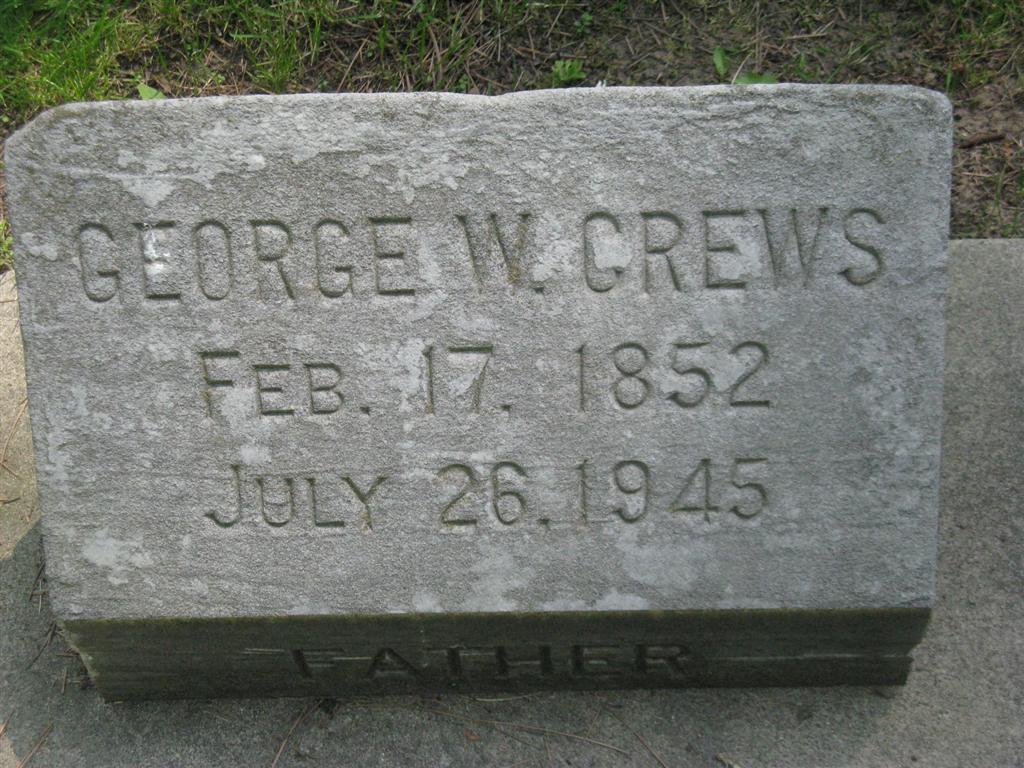 GEORGE W. CREWS
FEB. 17. 1852
JULY 26. 1945
FATHER